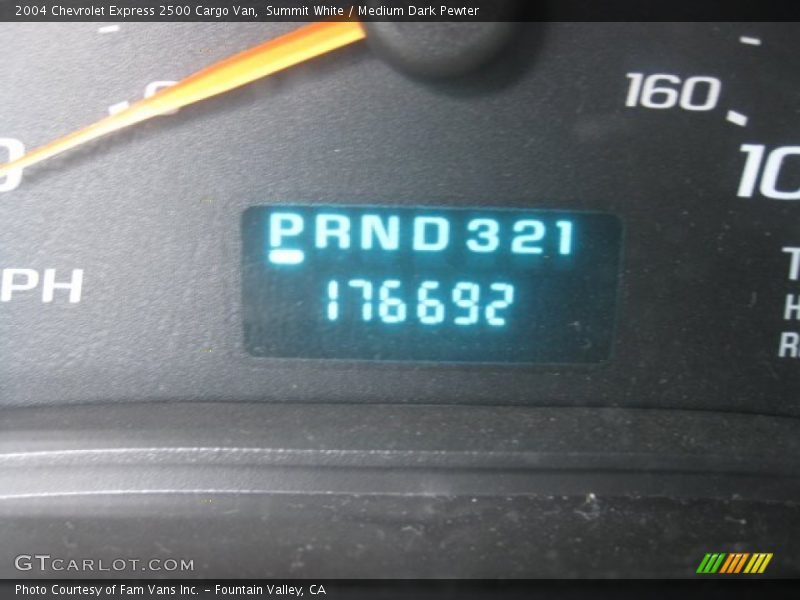 2004 Chevrolet Express 2500 Cargo Van, Summit White / Medium Dark Pewter
160
PRND321
176692
PH
GTCARLOT.COM
Photo Courtesy of Fam Vans Inc. - Fountain Valley, CA